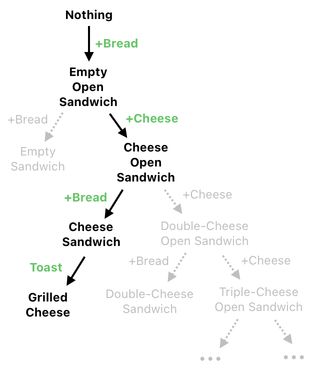 Nothing
+Bread
Empty
Open
Sandwich
+Bread
+Cheese
Empty
Sandwich
Cheese
Open
Sandwich
+Bread
+Cheese
Cheese
Sandwich
Double-Cheese
Open Sandwich
Toast
+Bread
+Cheese
Grilled
Cheese
Double-Cheese
Sandwich
Triple-Cheese
Open Sandwich
•••
•••